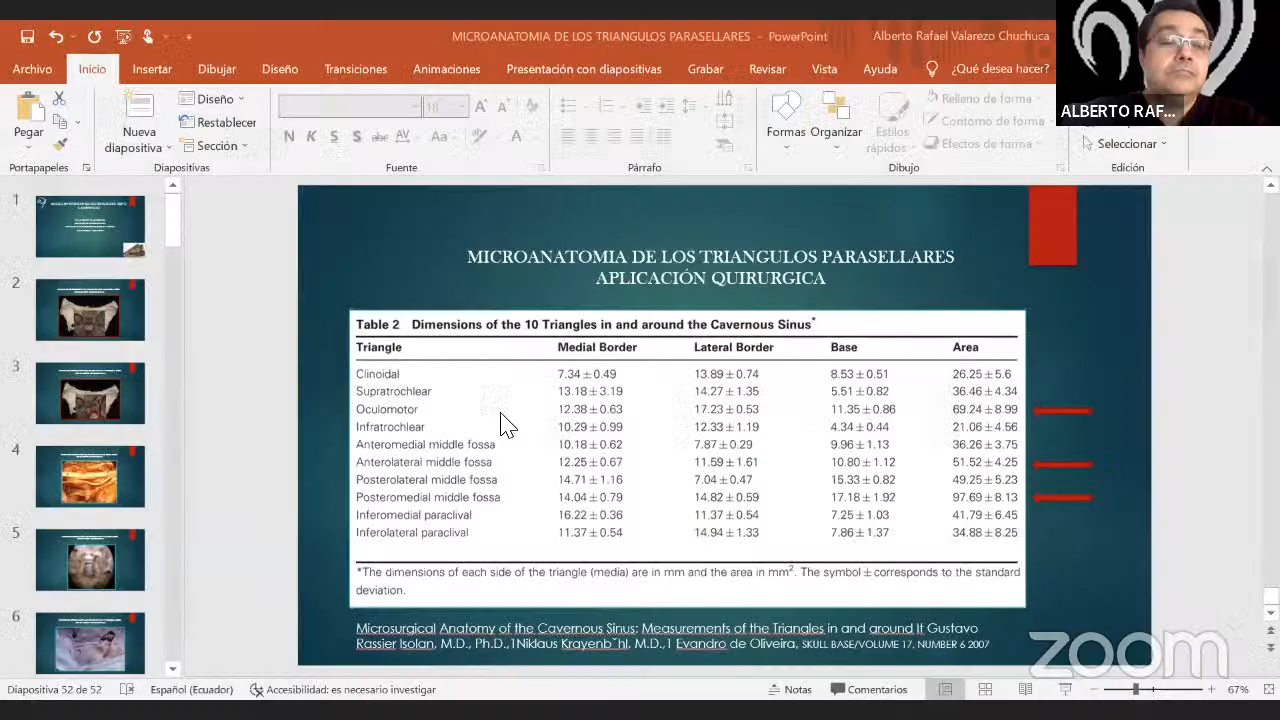 MICROANATOMIA DE LOS TRIANGULOS PARASELLARES - PowerPoint
Alberto Rafael Valarezo Chuchuca
Archivo Inicio Insertar Dibujar Diseño Transiciones Animaciones Presentación con diapositivas Grabar Revisar Vista Ayuda ¿Qué desea hacer?
ALBERTO RAF...
Pegar
Nueva diapositiva
Diseño
Restablecer
Sección
18
N K S S abc AV Aa A
Formas Organizar Estilos rápidos
Relleno de forma
Contorno de forma
Efectos de forma
Seleccionar
Portapapeles Diapositivas Fuente Párrafo Dibujo Edición
1
2
3
4
5
6
MICROANATOMIA DE LOS TRIANGULOS PARASELLARES
APLICACIÓN QUIRURGICA
Table 2 Dimensions of the 10 Triangles in and around the Cavernous Sinus*
Triangle Medial Border Lateral Border Base Area
Clinoidal 7.34±0.49 13.89±0.74 8.53±0.51 26.25±5.6
Supratrochlear 13.18±3.19 14.27±1.35 5.51±0.82 36.46±4.34
Oculomotor 12.38±0.63 17.23±0.53 11.35±0.86 69.24±8.99
Infratrochlear 10.29±0.99 12.33±1.19 4.34±0.44 21.06±4.56
Anteromedial middle fossa 10.18±0.62 7.87±0.29 9.96±1.13 36.26±3.75
Anterolateral middle fossa 12.25±0.67 11.59±1.61 10.80±1.12 51.52±4.25
Posterolateral middle fossa 14.71±1.16 7.04±0.47 15.33±0.82 49.25±5.23
Posteromedial middle fossa 14.04±0.79 14.82±0.59 17.18±1.92 97.69±8.13
Inferomedial paraclival 16.22±0.36 11.37±0.54 7.25±1.03 41.79±6.45
Inferolateral paraclival 11.37±0.54 14.94±1.33 7.86±1.37 34.88±8.25
*The dimensions of each side of the triangle (media) are in mm and the area in mm². The symbol ± corresponds to the standard
deviation.
Microsurgical Anatomy of the Cavernous Sinus: Measurements of the Triangles in and around It Gustavo
Rassier Isolan, M.D., Ph.D.,1Niklaus Krayenb¨hl, M.D.,1 Evandro de Oliveira, SKULL BASE/VOLUME 17, NUMBER 6 2007
zoom
Diapositiva 52 de 52 Español (Ecuador) Accesibilidad: es necesario investigar Notas Comentarios 67%